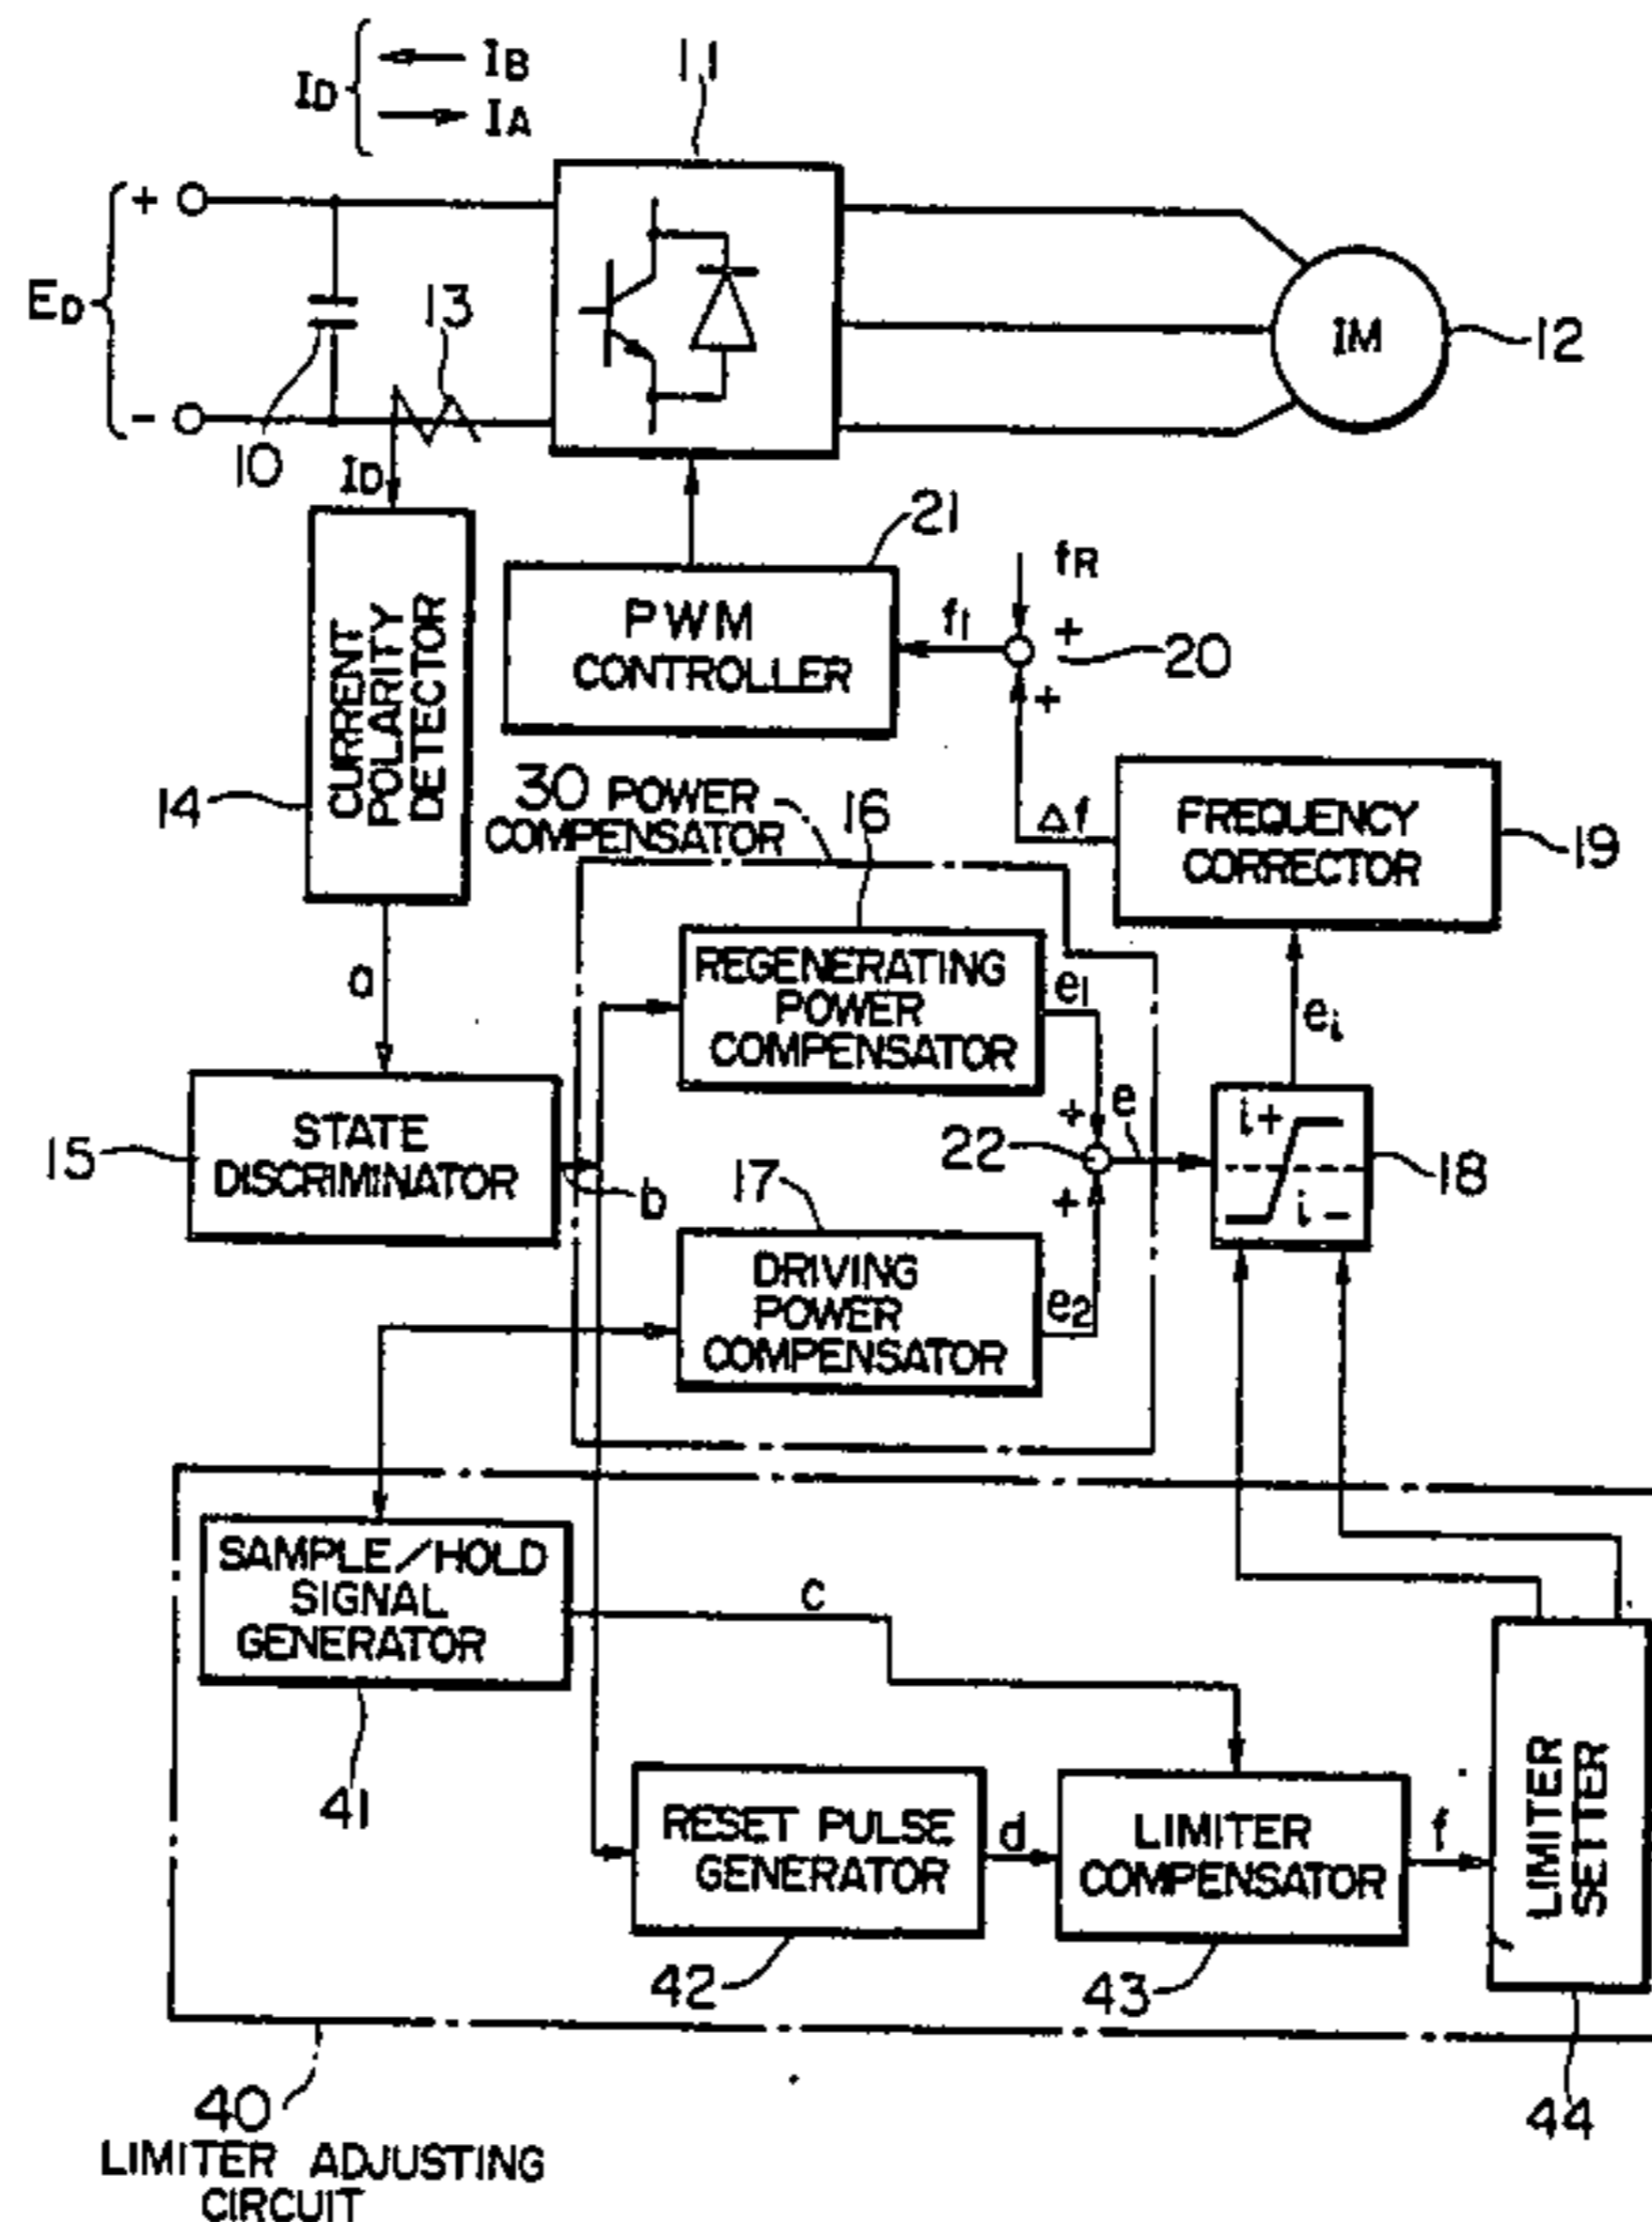 ID
IB
IA
11
+
ED
-
13
10
ID
IM
12
21
PWM
CONTROLLER
fI
fR
+
20
+
CURRENT
POLARITY
DETECTOR
14
30 POWER
COMPENSATOR
16
Δf
FREQUENCY
CORRECTOR
19
a
REGENERATING
POWER
COMPENSATOR
e1
ei
STATE
DISCRIMINATOR
15
b
+
22
+
e
i+
i-
18
17
DRIVING
POWER
COMPENSATOR
e2
SAMPLE/HOLD
SIGNAL
GENERATOR
41
c
RESET PULSE
GENERATOR
42
d
LIMITER
COMPENSATOR
43
f
LIMITER
SETTER
44
40
LIMITER ADJUSTING
CIRCUIT